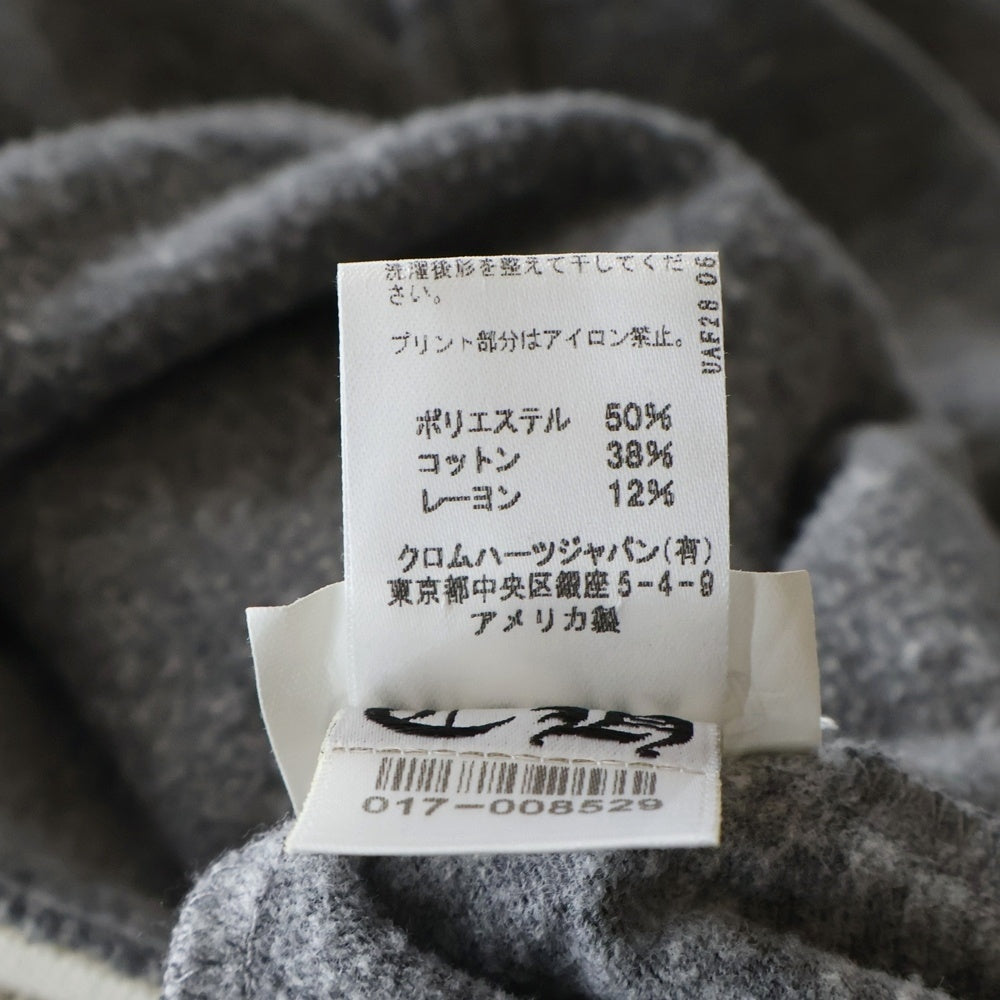 洗濯後形を整えて干してくだ
さい。
プリント部分はアイロン禁止。
ポリエステル 50%
コットン 38%
レーヨン 12%
クロムハーツジャパン(有)
東京都中央区銀座5-4-9
アメリカ製
017-008529